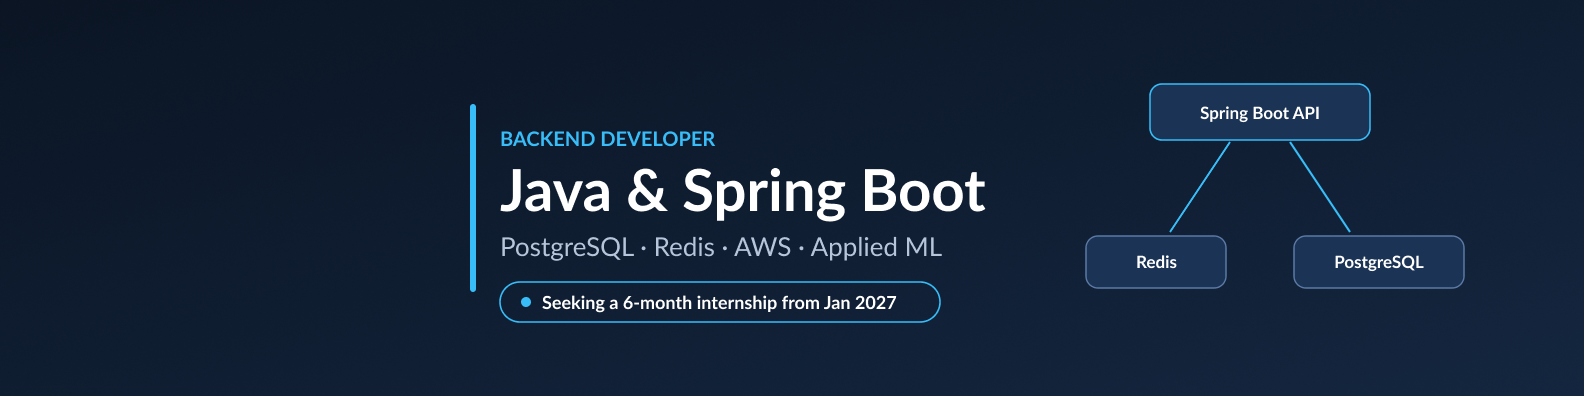 BACKEND DEVELOPER
Java & Spring Boot
PostgreSQL · Redis · AWS · Applied ML
Seeking a 6-month internship from Jan 2027
Spring Boot API
Redis
PostgreSQL